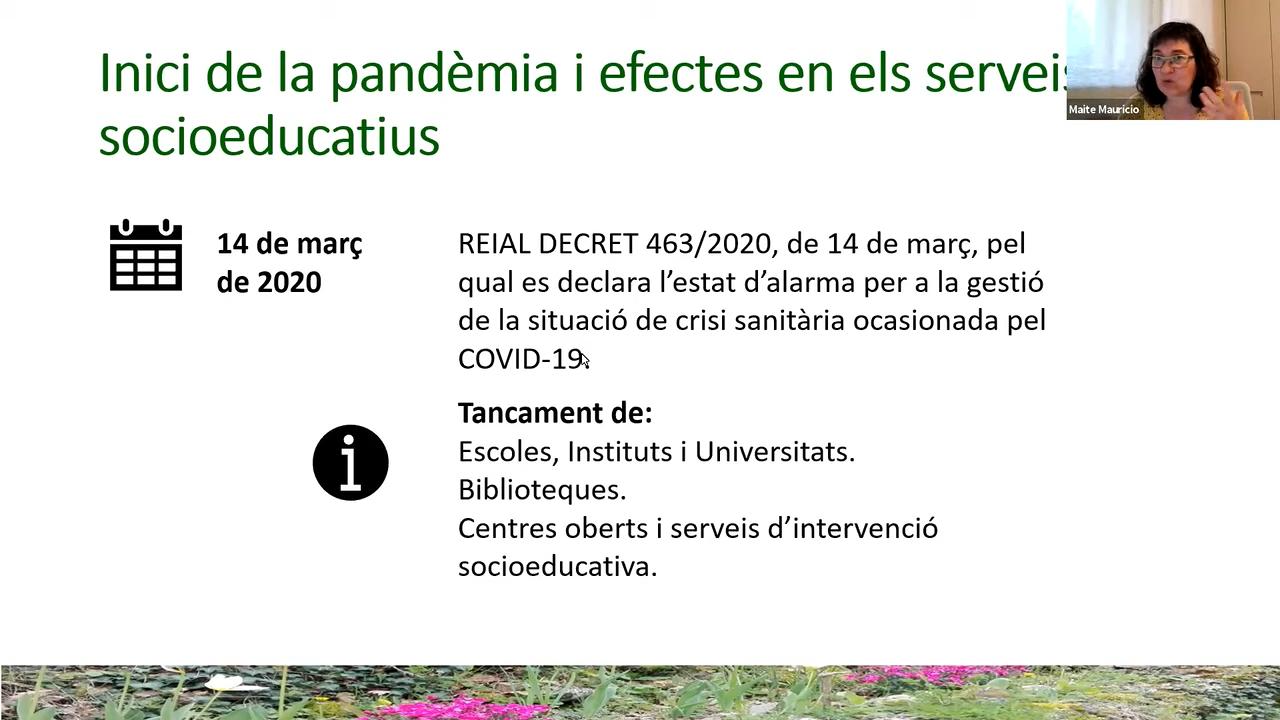 Inici de la pandèmia i efectes en els serveis
socioeducatius
Maite Mauricio
14 de març
de 2020
REIAL DECRET 463/2020, de 14 de març, pel
qual es declara l’estat d’alarma per a la gestió
de la situació de crisi sanitària ocasionada pel
COVID-19.
Tancament de:
Escoles, Instituts i Universitats.
Biblioteques.
Centres oberts i serveis d’intervenció
socioeducativa.